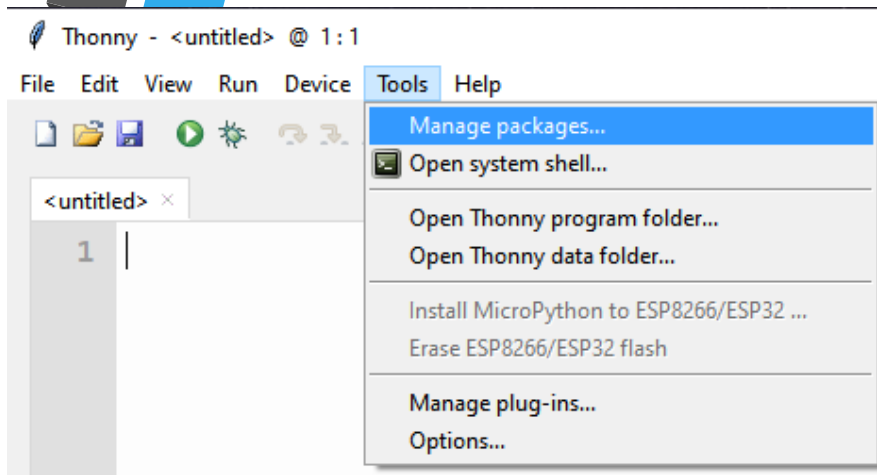 Thonny - <untitled> @ 1 : 1
File Edit View Run Device Tools Help
Manage packages...
Open system shell...
<untitled> ×
Open Thonny program folder...
1
Open Thonny data folder...
Install MicroPython to ESP8266/ESP32 ...
Erase ESP8266/ESP32 flash
Manage plug-ins...
Options...